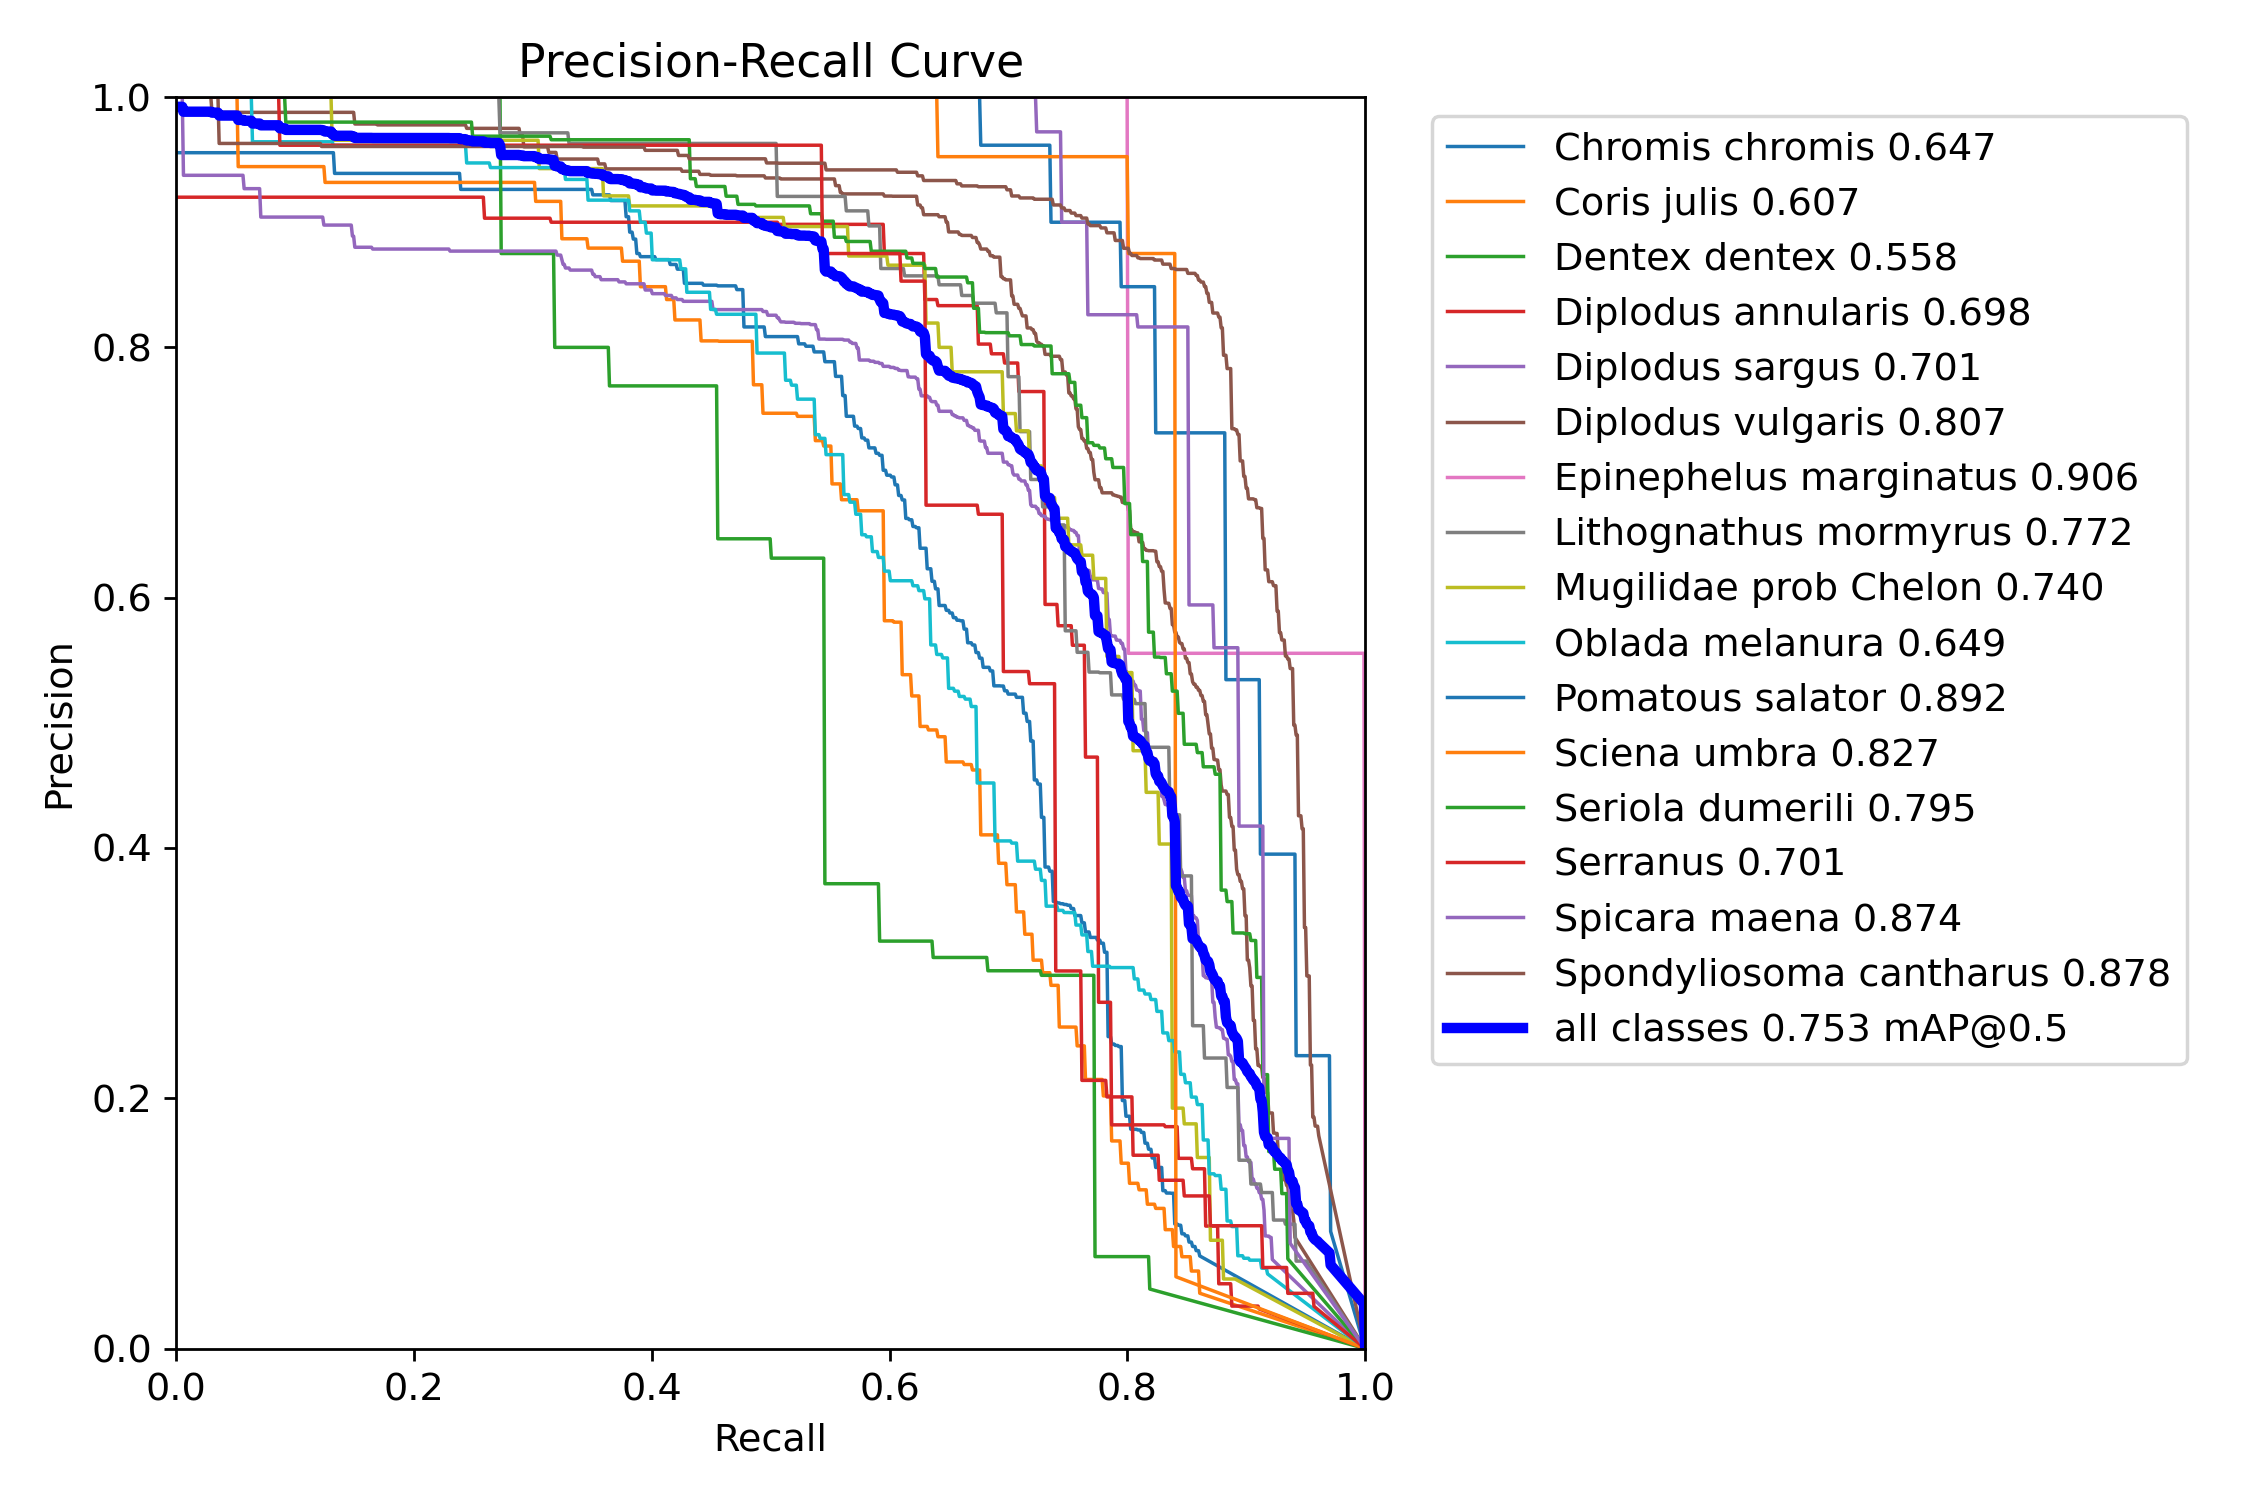 Precision-Recall Curve
1.0
0.8
0.6
0.4
0.2
0.0
Precision
0.0 0.2 0.4 0.6 0.8 1.0
Recall
Chromis chromis 0.647
Coris julis 0.607
Dentex dentex 0.558
Diplodus annularis 0.698
Diplodus sargus 0.701
Diplodus vulgaris 0.807
Epinephelus marginatus 0.906
Lithognathus mormyrus 0.772
Mugilidae prob Chelon 0.740
Oblada melanura 0.649
Pomatous salator 0.892
Sciena umbra 0.827
Seriola dumerili 0.795
Serranus 0.701
Spicara maena 0.874
Spondyliosoma cantharus 0.878
all classes 0.753 mAP@0.5